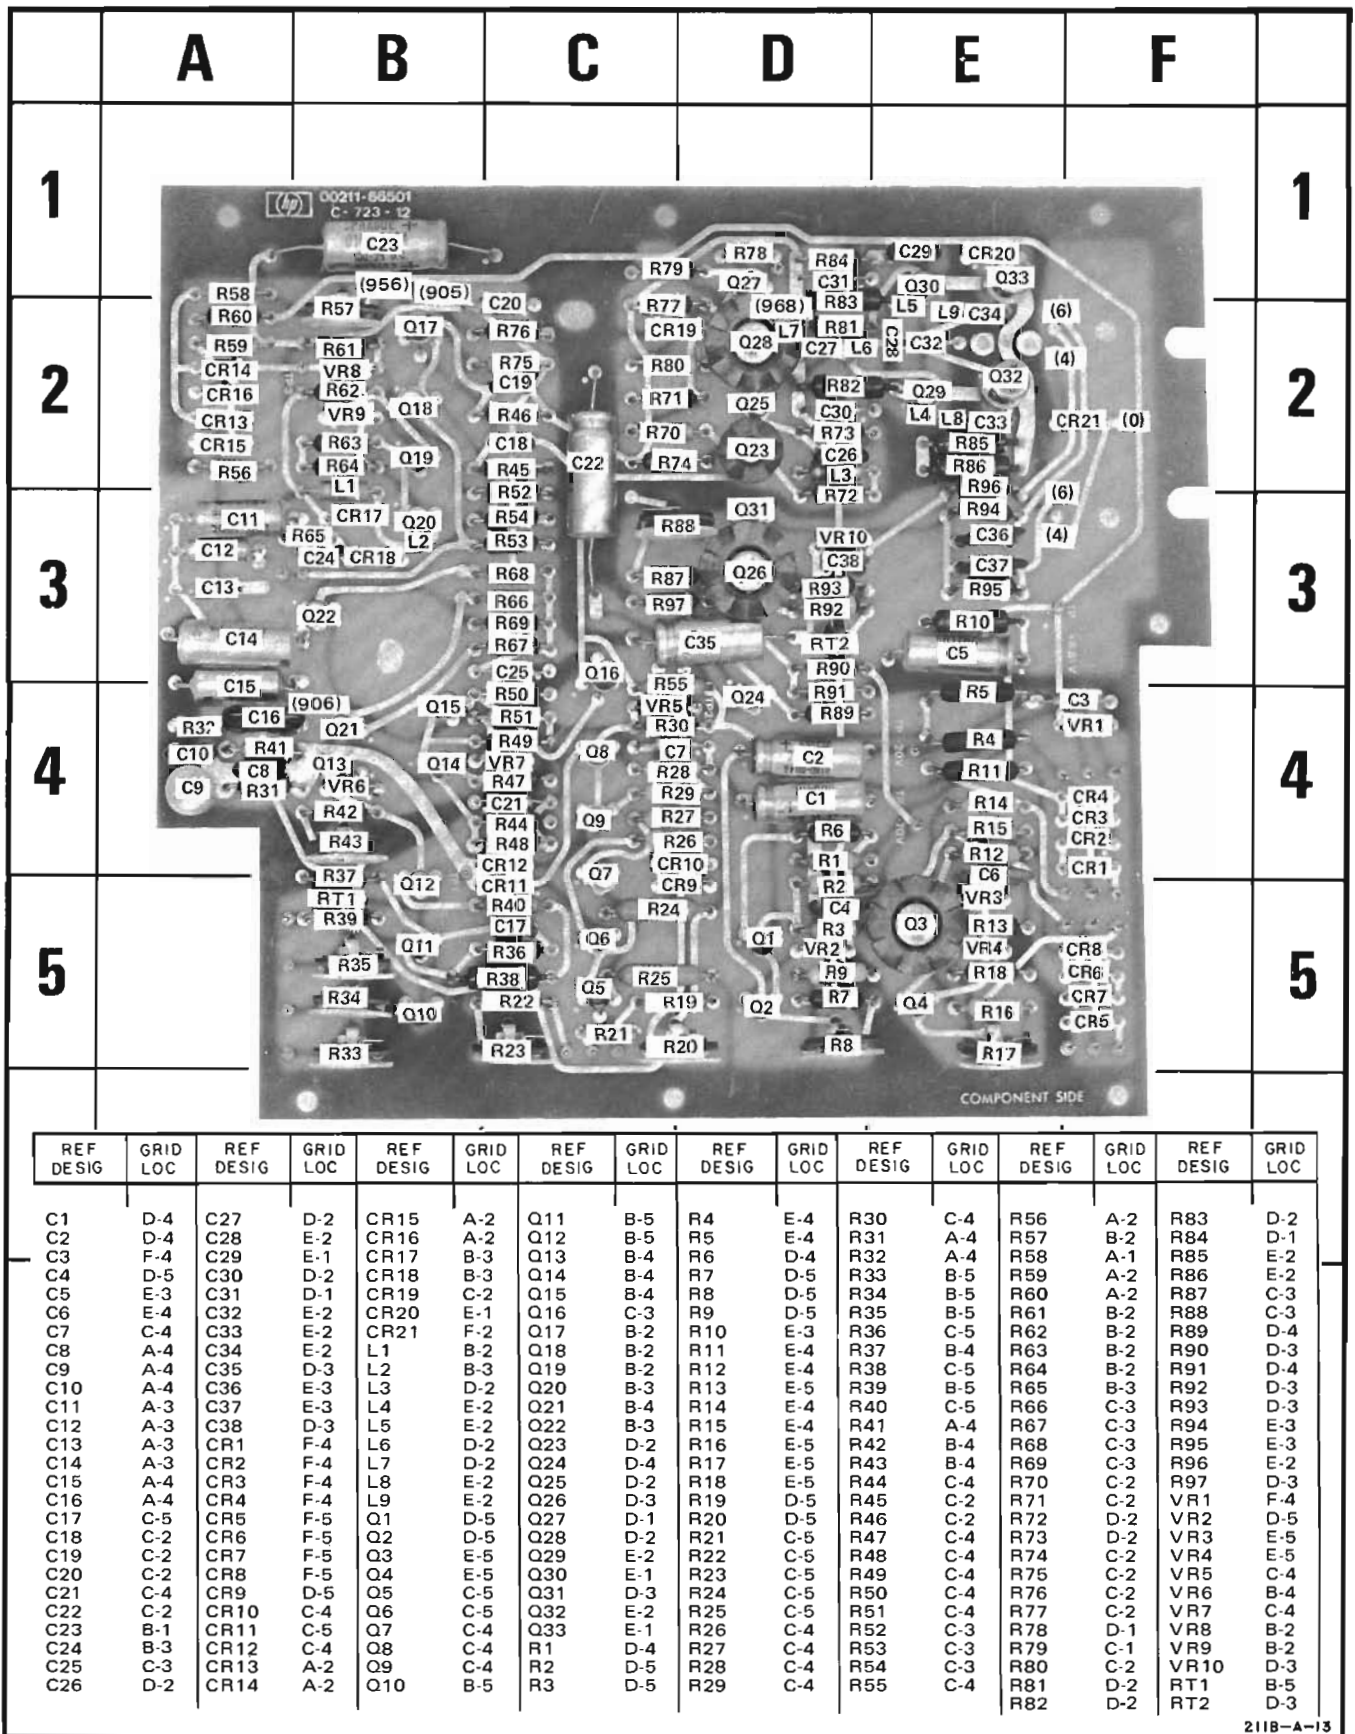 A B C D E F
1 1
hp 00211-66501
C-723-12
C23 R78 R84 C29 CR20
R79 Q27 C31 Q30 Q33
(956) (905)
R58 R57 C20 R77 (968) R83 L5 L9 C34 (6)
R60 Q17 R76 CR19 L7 R81 C28
R59 R61 Q28 C27 L6 C32 (4)
2 2
CR14 VR8 R75 R80 Q32
CR16 R62 C19 R71 R82 Q29
CR13 VR9 Q18 R46 Q25 C30 L4 L8 C33 CR21 (0)
CR15 R63 C18 R70 R73 R85
R56 R64 Q19 R45 C22 R74 Q23 C26 R86
L1 R52 L3 R96 (6)
R72
C11 CR17 Q20 R54 R88 Q31 R94
R65 L2 R53 VR10 C36 (4)
C12 C24 CR18 C38 C37
3 3
C13 R68 R87 Q26 R93 R95
Q22 R66 R97 R92
R69 R10
C14 R67 C35 RT2 C5
C15 C25 Q16 R55 R90
(906) R50 VR5 Q24 R91 R5 C3
R32 C16 Q15 R51 R30 R89 VR1
C10 R41 Q21 R49 Q8 C7 C2 R4
4 4
C9 C8 Q13 Q14 VR7 R28 R11
R31 VR6 R47 R29 C1 R14 CR4
R42 C21 Q9 R27 R15 CR3
R43 R44 R26 R6 CR2
R48 R12
R37 CR12 Q7 CR10 R1 C6 CR1
RT1 Q12 CR11 CR9 R2 VR3
R39 R40 R24 C4 Q3 R13
Q11 C17 Q6 Q1 R3 VR4 CR8
5 5
R35 R36 VR2 R18 CR6
R38 Q5 R25 R9 CR7
R34 Q10 R22 R19 Q2 R7 Q4 R16 CR5
R33 R23 R21 R20 R8 R17
COMPONENT SIDE
REF DESIG GRID LOC REF DESIG GRID LOC REF DESIG GRID LOC REF DESIG GRID LOC REF DESIG GRID LOC REF DESIG GRID LOC REF DESIG GRID LOC REF DESIG GRID LOC
C1 D-4 C27 D-2 CR15 A-2 Q11 B-5 R4 E-4 R30 C-4 R56 A-2 R83 D-2
C2 D-4 C28 E-2 CR16 A-2 Q12 B-5 R5 E-4 R31 A-4 R57 B-2 R84 D-1
C3 F-4 C29 E-1 CR17 B-3 Q13 B-4 R6 D-4 R32 A-4 R58 A-1 R85 E-2
C4 D-5 C30 D-2 CR18 B-3 Q14 B-4 R7 D-5 R33 B-5 R59 A-2 R86 E-2
C5 E-3 C31 D-1 CR19 C-2 Q15 B-4 R8 D-5 R34 B-5 R60 A-2 R87 C-3
C6 E-4 C32 E-2 CR20 E-1 Q16 C-3 R9 D-5 R35 B-5 R61 B-2 R88 C-3
C7 C-4 C33 E-2 CR21 F-2 Q17 B-2 R10 E-3 R36 C-5 R62 B-2 R89 D-4
C8 A-4 C34 E-2 L1 B-2 Q18 B-2 R11 E-4 R37 B-4 R63 B-2 R90 D-3
C9 A-4 C35 D-3 L2 B-3 Q19 B-2 R12 E-4 R38 C-5 R64 B-2 R91 D-4
C10 A-4 C36 E-3 L3 D-2 Q20 B-3 R13 E-5 R39 B-5 R65 B-3 R92 D-3
C11 A-3 C37 E-3 L4 E-2 Q21 B-4 R14 E-4 R40 C-5 R66 C-3 R93 D-3
C12 A-3 C38 D-3 L5 E-2 Q22 B-3 R15 E-4 R41 A-4 R67 C-3 R94 E-3
C13 A-3 CR1 F-4 L6 D-2 Q23 D-2 R16 E-5 R42 B-4 R68 C-3 R95 E-3
C14 A-3 CR2 F-4 L7 D-2 Q24 D-4 R17 E-5 R43 B-4 R69 C-3 R96 E-2
C15 A-4 CR3 F-4 L8 E-2 Q25 D-2 R18 E-5 R44 C-4 R70 C-2 R97 D-3
C16 A-4 CR4 F-4 L9 E-2 Q26 D-3 R19 D-5 R45 C-2 R71 C-2 VR1 F-4
C17 C-5 CR5 F-5 Q1 D-5 Q27 D-1 R20 D-5 R46 C-2 R72 D-2 VR2 D-5
C18 C-2 CR6 F-5 Q2 D-5 Q28 D-2 R21 C-5 R47 C-4 R73 D-2 VR3 E-5
C19 C-2 CR7 F-5 Q3 E-5 Q29 E-2 R22 C-5 R48 C-4 R74 C-2 VR4 E-5
C20 C-2 CR8 F-5 Q4 E-5 Q30 E-1 R23 C-5 R49 C-4 R75 C-2 VR5 C-4
C21 C-4 CR9 D-5 Q5 C-5 Q31 D-3 R24 C-5 R50 C-4 R76 C-2 VR6 B-4
C22 C-2 CR10 C-4 Q6 C-5 Q32 E-2 R25 C-5 R51 C-4 R77 C-2 VR7 C-4
C23 B-1 CR11 C-5 Q7 C-4 Q33 E-1 R26 C-4 R52 C-3 R78 D-1 VR8 B-2
C24 B-3 CR12 C-4 Q8 C-4 R1 D-4 R27 C-4 R53 C-3 R79 C-1 VR9 B-2
C25 C-3 CR13 A-2 Q9 C-4 R2 D-5 R28 C-4 R54 C-3 R80 C-2 VR10 D-3
C26 D-2 CR14 A-2 Q10 B-5 R3 D-5 R29 C-4 R55 C-4 R81 D-2 RT1 B-5
R82 D-2 RT2 D-3
211B-A-13